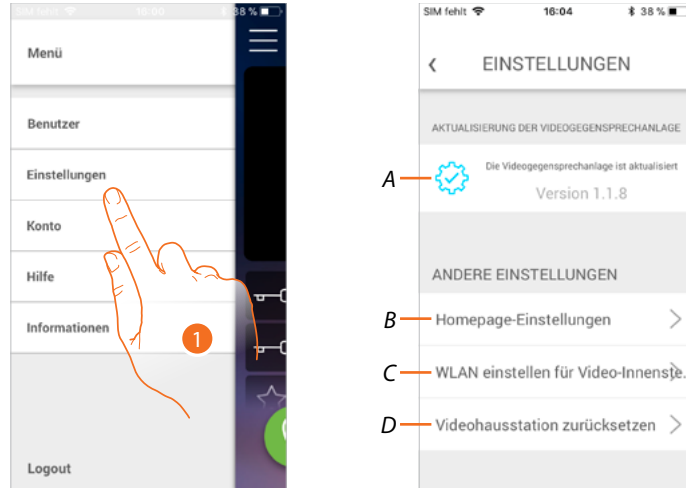 SIM fehlt 16:00 38 %
Menü
Benutzer
Einstellungen
Konto
Hilfe
Informationen
1
Logout
SIM fehlt 16:04 38 %
EINSTELLUNGEN
AKTUALISIERUNG DER VIDEOGEGENSPRECHANLAGE
A
Die Videogegensprechanlage ist aktualisiert
Version 1.1.8
ANDERE EINSTELLUNGEN
B Homepage-Einstellungen
C WLAN einstellen für Video-Innenste.
D Videohausstation zurücksetzen